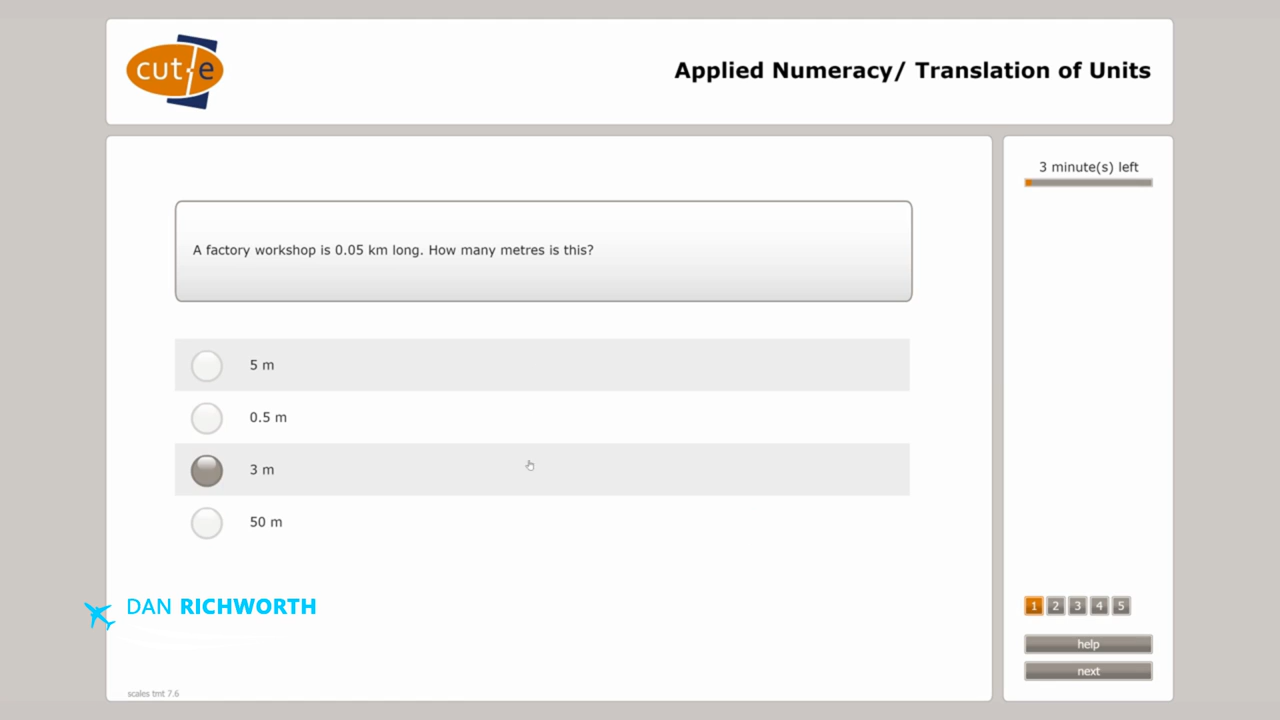 cut-e
Applied Numeracy/ Translation of Units
3 minute(s) left
A factory workshop is 0.05 km long. How many metres is this?
5 m
0.5 m
3 m
50 m
DAN RICHWORTH
1 2 3 4 5
help
next
scales tmt 7.6